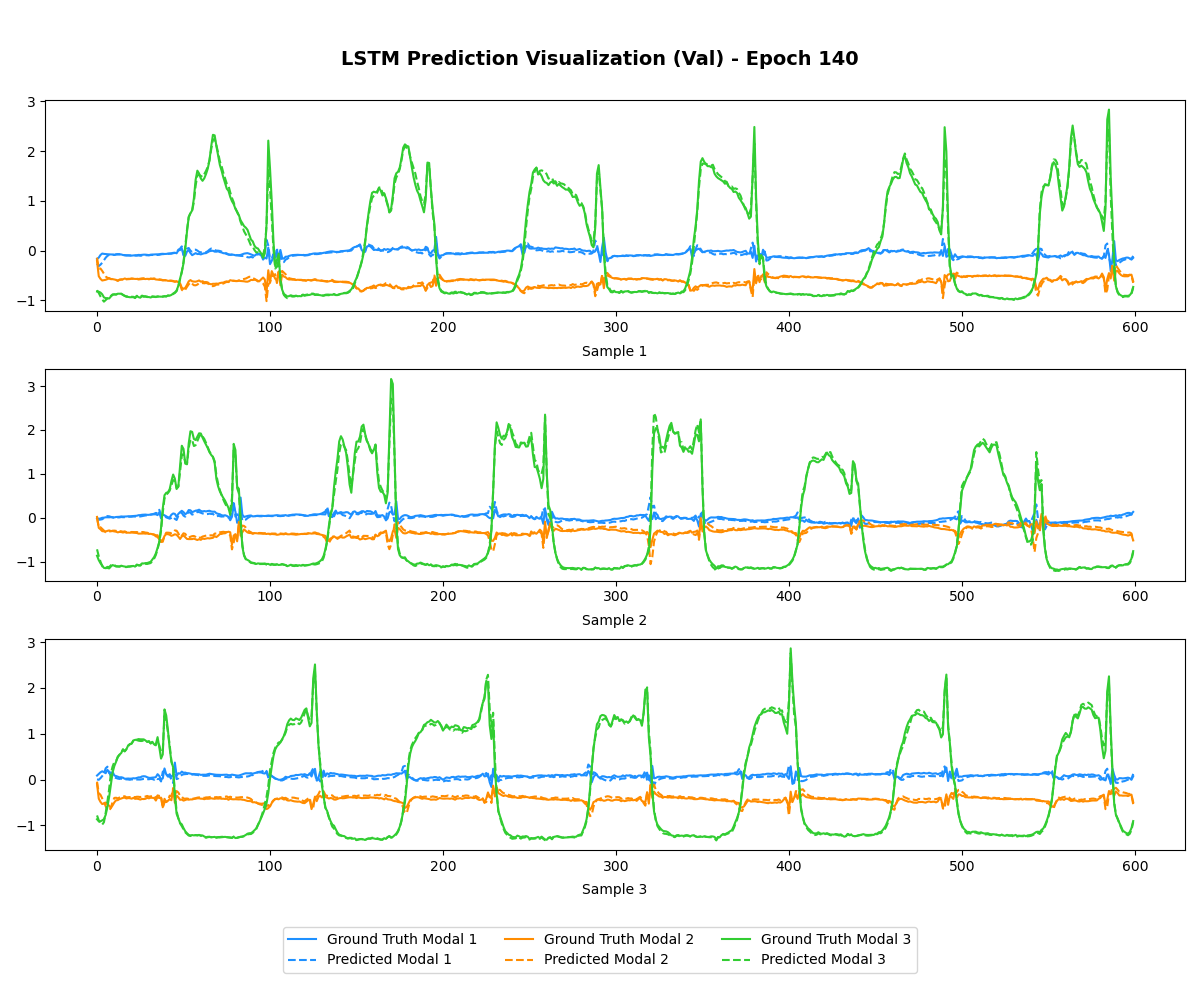 LSTM Prediction Visualization (Val) - Epoch 140
3
2
1
0
−1
0 100 200 300 400 500 600
Sample 1
3
2
1
0
−1
0 100 200 300 400 500 600
Sample 2
3
2
1
0
−1
0 100 200 300 400 500 600
Sample 3
Ground Truth Modal 1 Ground Truth Modal 2 Ground Truth Modal 3
Predicted Modal 1 Predicted Modal 2 Predicted Modal 3